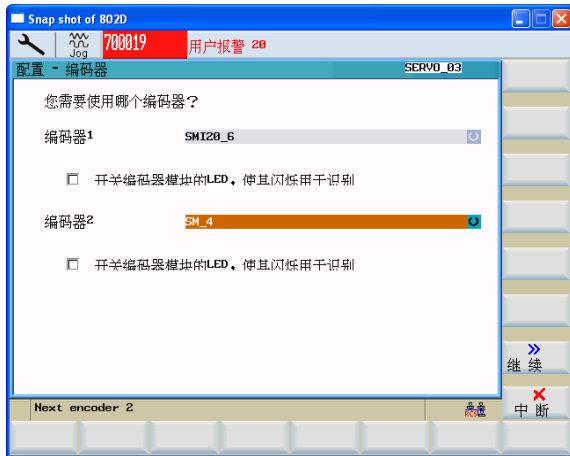 Snap shot of 802D
Jog
700019
用户报警 20
配置 - 编码器
SERVO_03
您需要使用哪个编码器？
编码器1
SMI20_6
开关编码器模块的LED，使其闪烁用于识别
编码器2
SM_4
开关编码器模块的LED，使其闪烁用于识别
继续
Next encoder 2
RCS
中断